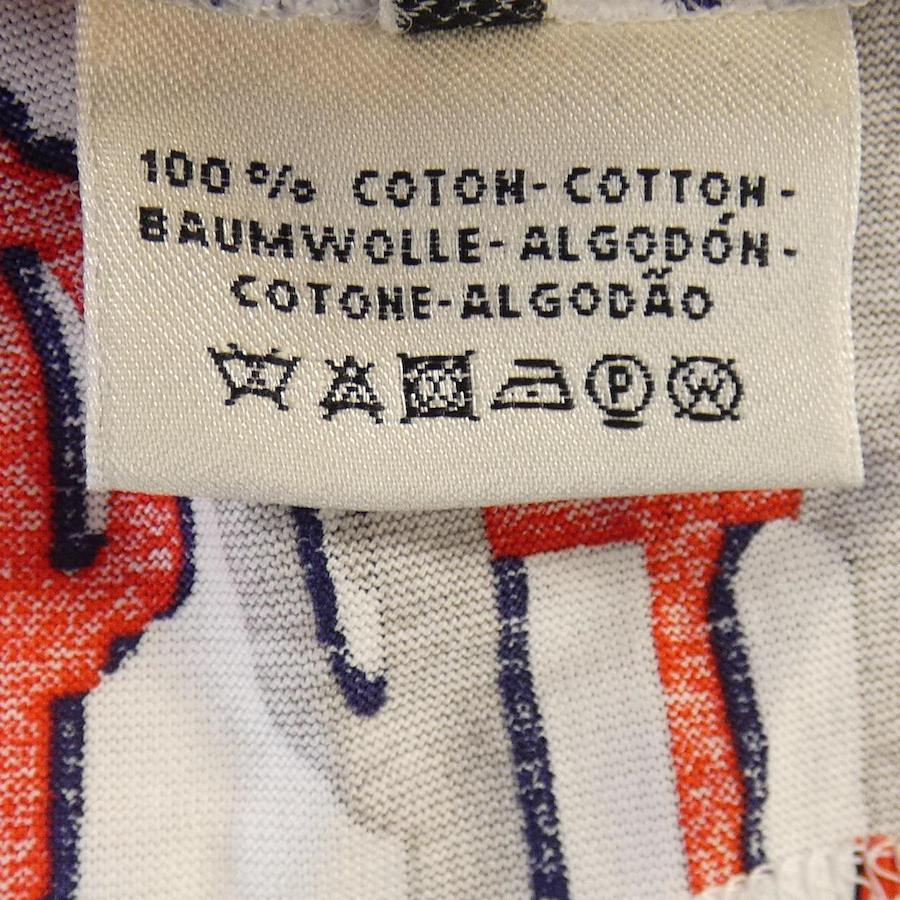 100% COTON-COTTON-
BAUMWOLLE-ALGODÓN-
COTONE-ALGODÃO
P W